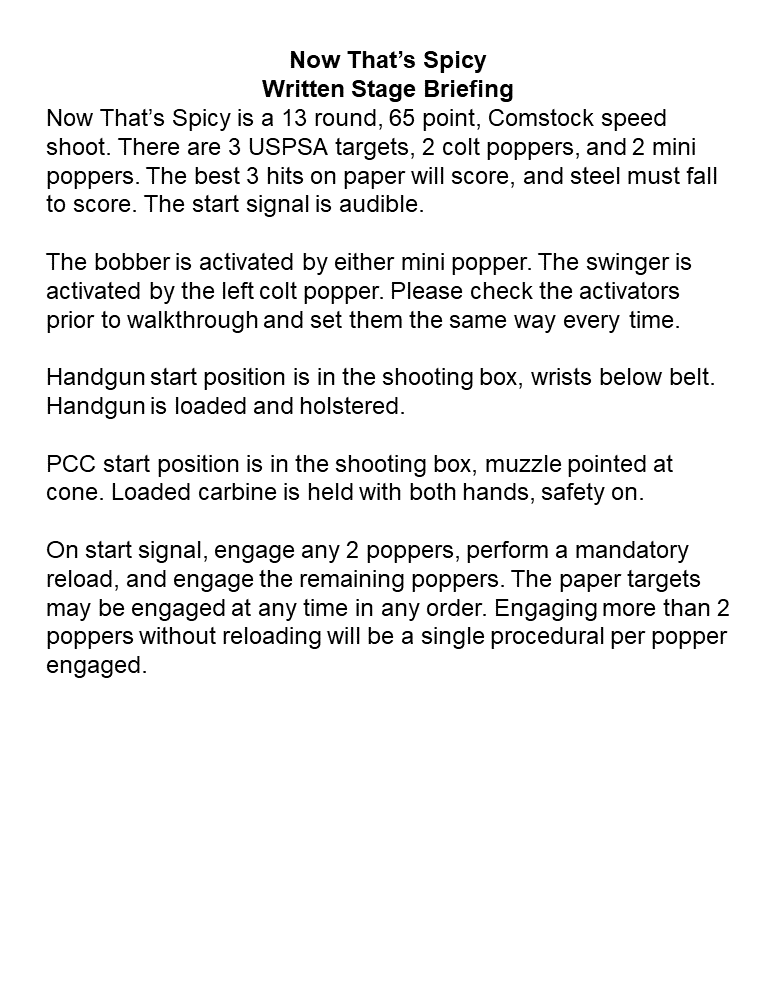 Now That’s Spicy
Written Stage Briefing
Now That’s Spicy is a 13 round, 65 point, Comstock speed
shoot. There are 3 USPSA targets, 2 colt poppers, and 2 mini
poppers. The best 3 hits on paper will score, and steel must fall
to score. The start signal is audible.
The bobber is activated by either mini popper. The swinger is
activated by the left colt popper. Please check the activators
prior to walkthrough and set them the same way every time.
Handgun start position is in the shooting box, wrists below belt.
Handgun is loaded and holstered.
PCC start position is in the shooting box, muzzle pointed at
cone. Loaded carbine is held with both hands, safety on.
On start signal, engage any 2 poppers, perform a mandatory
reload, and engage the remaining poppers. The paper targets
may be engaged at any time in any order. Engaging more than 2
poppers without reloading will be a single procedural per popper
engaged.